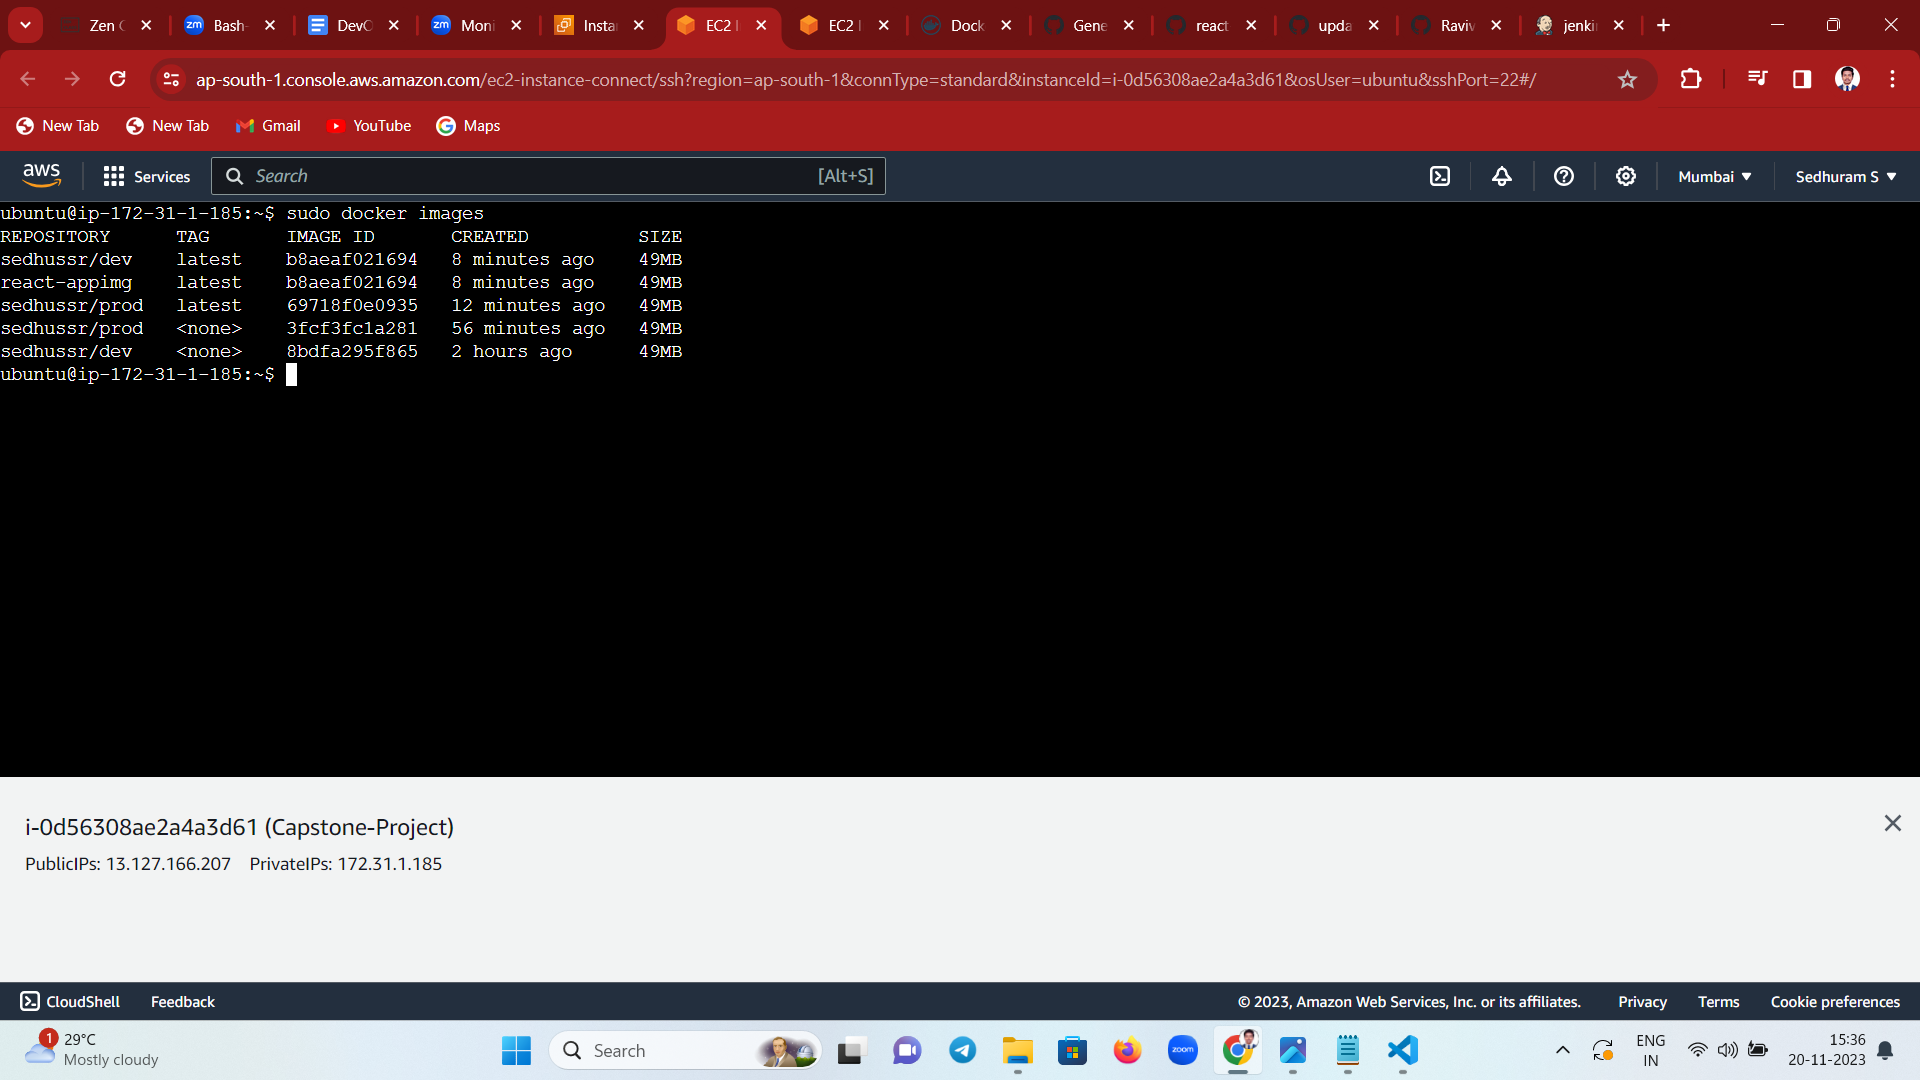 Zen
Bash-
DevO
Moni
Insta
EC2 I
EC2 I
Dock
Gene
react
upda
Raviv
jenki
ap-south-1.console.aws.amazon.com/ec2-instance-connect/ssh?region=ap-south-1&connType=standard&instanceId=i-0d56308ae2a4a3d61&osUser=ubuntu&sshPort=22#/
New Tab New Tab Gmail YouTube Maps
aws Services Search [Alt+S] Mumbai ▼ Sedhuram S ▼
ubuntu@ip-172-31-1-185:~$ sudo docker images
REPOSITORY TAG IMAGE ID CREATED SIZE
sedhussr/dev latest b8aeaf021694 8 minutes ago 49MB
react-appimg latest b8aeaf021694 8 minutes ago 49MB
sedhussr/prod latest 69718f0e0935 12 minutes ago 49MB
sedhussr/prod <none> 3fcf3fc1a281 56 minutes ago 49MB
sedhussr/dev <none> 8bdfa295f865 2 hours ago 49MB
ubuntu@ip-172-31-1-185:~$
i-0d56308ae2a4a3d61 (Capstone-Project)
PublicIPs: 13.127.166.207 PrivateIPs: 172.31.1.185
CloudShell Feedback © 2023, Amazon Web Services, Inc. or its affiliates. Privacy Terms Cookie preferences
1
29°C
Mostly cloudy
Search
zoom
ENG
IN
15:36
20-11-2023